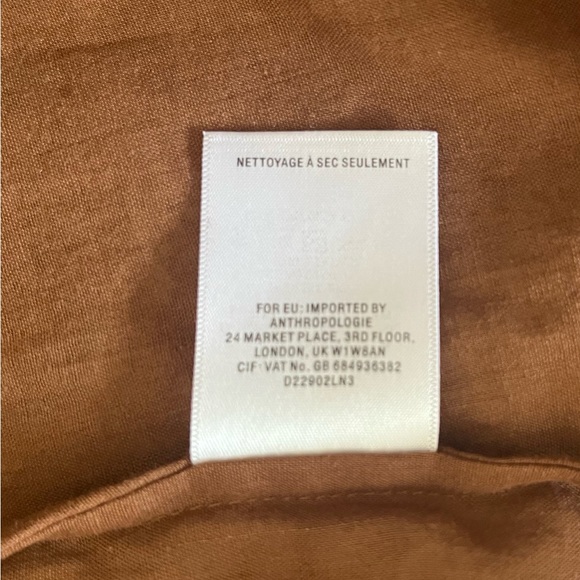 NETTOYAGE À SEC SEULEMENT
FOR EU: IMPORTED BY
ANTHROPOLOGIE
24 MARKET PLACE, 3RD FLOOR,
LONDON, UK W1W8AN
CIF: VAT No. GB 684936382
D22902LN3